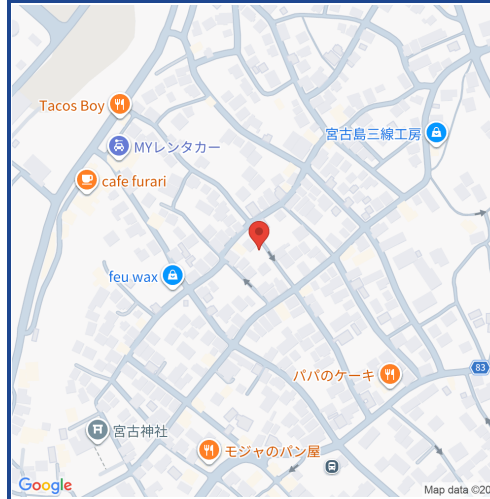 Tacos Boy
宮古島三線工房
MYレンタカー
cafe furari
feu wax
パパのケーキ
83
宮古神社
モジャのパン屋
Google
Map data ©20